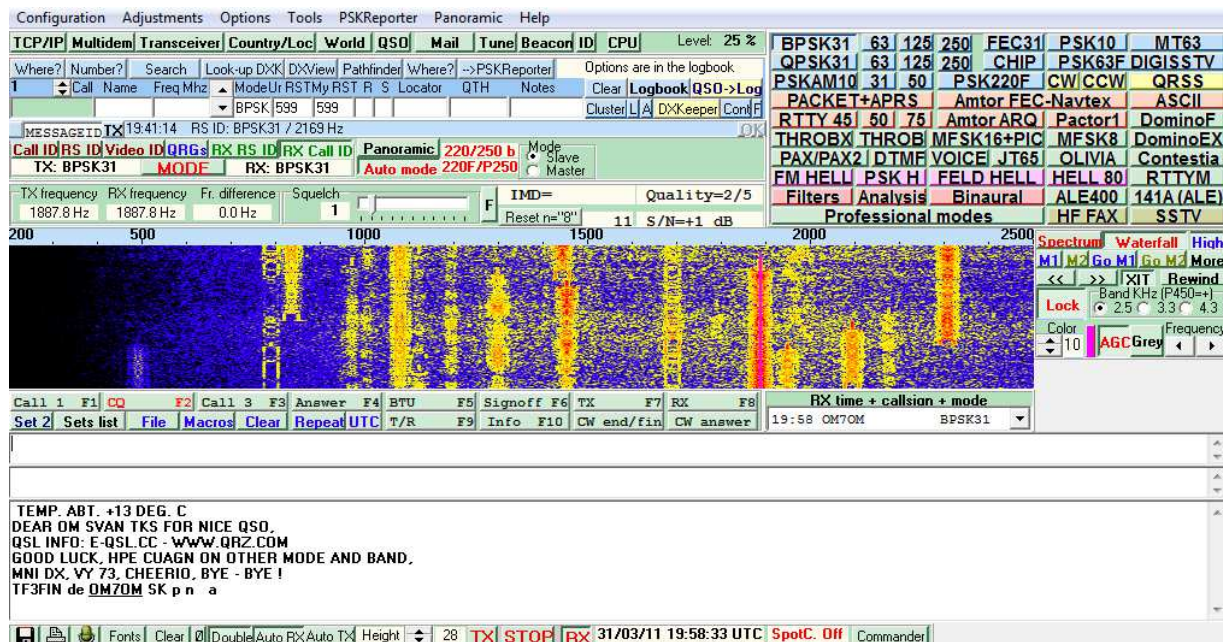 Configuration Adjustments Options Tools PSKReporter Panoramic Help
TCP/IP Multidem Transceiver Country/Loc World QSO Mail Tune Beacon ID CPU Level: 25 %
Where? Number? Search Look-up DXK DXView Pathfinder Where? -->PSKReporter Options are in the logbook
1 Call Name Freq Mhz Mode Ur RST My RST R S Locator QTH Notes Clear Logbook QSO->Log
BPSK 599 599 Cluster L A DXKeeper Conf F
MESSAGEID TX 19:41:14 RS ID: BPSK31 / 2169 Hz OK
Call ID RS ID Video ID QRGs RX RS ID RX Call ID Panoramic 220/250 b Mode Slave
TX: BPSK31 MODE RX: BPSK31 Auto mode 220F/P250 Master
TX frequency RX frequency Fr. difference Squelch F IMD= Quality=2/5
1887.8 Hz 1887.8 Hz 0.0 Hz 1 Reset n="8" 11 S/N=+1 dB
BPSK31 63 125 250 FEC31 PSK10 MT63
QPSK31 63 125 250 CHIP PSK63F DIGISSTV
PSKAM10 31 50 PSK220F CW CCW QRSS
PACKET+APRS Amtor FEC-Navtex ASCII
RTTY 45 50 75 Amtor ARQ Pactor1 DominoF
THROBX THROB MFSK16+PIC MFSK8 DominoEX
PAX/PAX2 DTMF VOICE JT65 OLIVIA Contestia
FM HELL PSK H FELD HELL HELL 80 RTTYM
Filters Analysis Binaural ALE400 141A (ALE)
Professional modes HF FAX SSTV
200 500 1000 1500 2000 2500
Spectrum Waterfall High
M1 M2 Go M1 Go M2 More
<< >> XIT Rewind
Lock Band KHz (P450=+)
2.5 3.3 4.3
Color Frequency
10 AGC Grey
Call 1 F1 CQ F2 Call 3 F3 Answer F4 BTU F5 Signoff F6 TX F7 RX F8 RX time + callsign + mode
Set 2 Sets list File Macros Clear Repeat UTC T/R F9 Info F10 CW end/fin CW answer 19:58 OM7OM BPSK31
TEMP. ABT. +13 DEG. C
DEAR OM SVAN TKS FOR NICE QSO,
QSL INFO: E-QSL.CC - WWW.QRZ.COM
GOOD LUCK, HPE CUAGN ON OTHER MODE AND BAND,
MNI DX, VY 73, CHEERIO, BYE - BYE !
TF3FIN de OM7OM SK p n a
Fonts Clear Ø Double Auto RX Auto TX Height 28 TX STOP RX 31/03/11 19:58:33 UTC SpotC. Off Commander